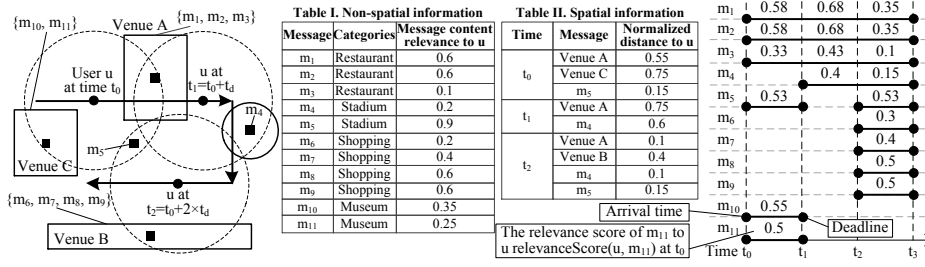 {m10, m11}
Venue A
{m1, m2, m3}
User u
at time t0
u at
t1=t0+td
m4
m5
Venue C
{m6, m7, m8, m9}
u at
t2=t0+2×td
Venue B
Table I. Non-spatial information
Message Categories Message content relevance to u
m1 Restaurant 0.6
m2 Restaurant 0.6
m3 Restaurant 0.1
m4 Stadium 0.2
m5 Stadium 0.9
m6 Shopping 0.2
m7 Shopping 0.4
m8 Shopping 0.6
m9 Shopping 0.6
m10 Museum 0.35
m11 Museum 0.25
Table II. Spatial information
Time Message Normalized distance to u
t0 Venue A 0.55
Venue C 0.75
m5 0.15
t1 Venue A 0.75
m4 0.6
t2 Venue A 0.1
Venue B 0.4
m4 0.1
m5 0.15
m1 0.58 0.68 0.35
m2 0.58 0.68 0.35
m3 0.33 0.43 0.1
m4 0.4 0.15
m5 0.53 0.53
m6 0.3
m7 0.4
m8 0.5
m9 0.5
m10 0.55
Arrival time
Deadline
m11 0.5
The relevance score of m11 to
u relevanceScore(u, m11) at t0
Time t0 t1 t2 t3